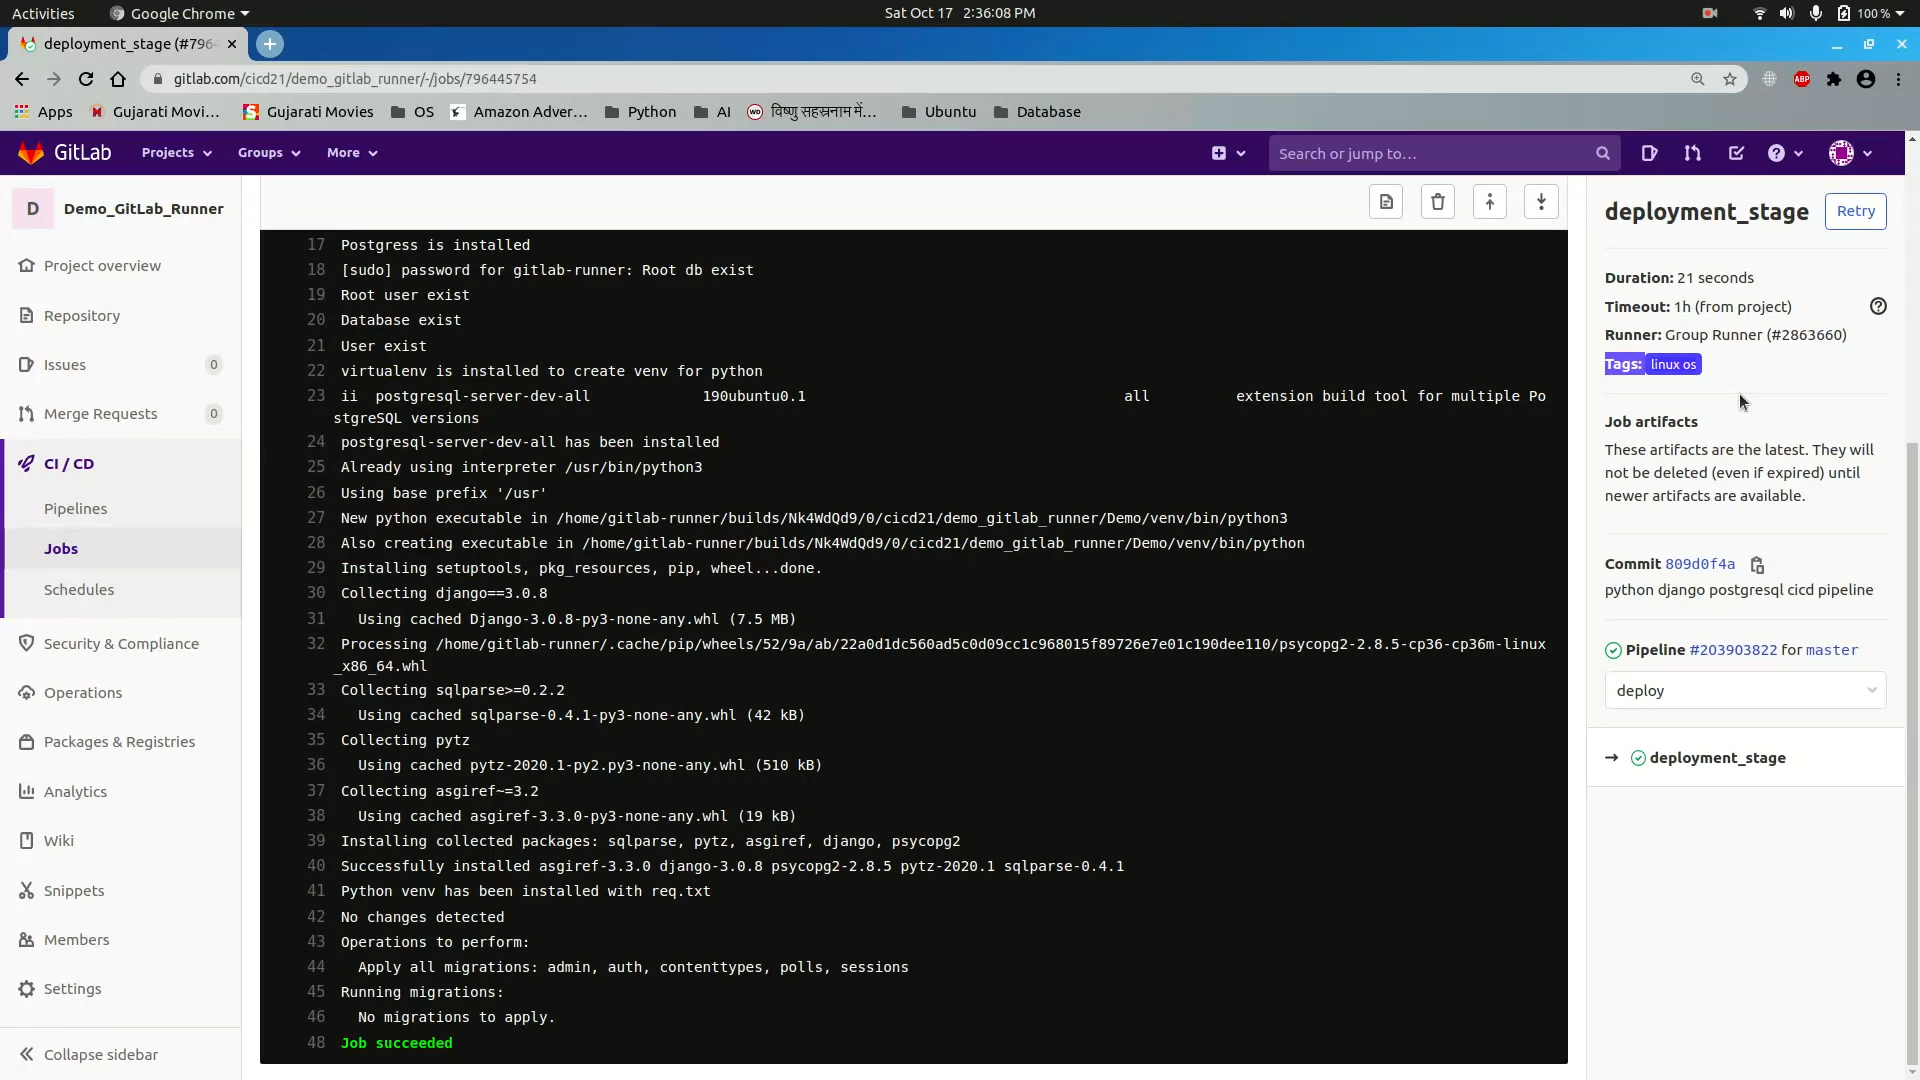 Activities Google Chrome Sat Oct 17 2:36:08 PM 100 %
deployment_stage (#796
gitlab.com/cicd21/demo_gitlab_runner/-/jobs/796445754
ABP
Apps Gujarati Movi... Gujarati Movies OS Amazon Adver... Python AI विष्णु सहस्रनाम में... Ubuntu Database
GitLab Projects Groups More Search or jump to...
D Demo_GitLab_Runner
Project overview
Repository
Issues 0
Merge Requests 0
CI / CD
Pipelines
Jobs
Schedules
Security & Compliance
Operations
Packages & Registries
Analytics
Wiki
Snippets
Members
Settings
Collapse sidebar
17 Postgress is installed
18 [sudo] password for gitlab-runner: Root db exist
19 Root user exist
20 Database exist
21 User exist
22 virtualenv is installed to create venv for python
23 ii postgresql-server-dev-all 190ubuntu0.1 all extension build tool for multiple Po
stgreSQL versions
24 postgresql-server-dev-all has been installed
25 Already using interpreter /usr/bin/python3
26 Using base prefix '/usr'
27 New python executable in /home/gitlab-runner/builds/Nk4WdQd9/0/cicd21/demo_gitlab_runner/Demo/venv/bin/python3
28 Also creating executable in /home/gitlab-runner/builds/Nk4WdQd9/0/cicd21/demo_gitlab_runner/Demo/venv/bin/python
29 Installing setuptools, pkg_resources, pip, wheel...done.
30 Collecting django==3.0.8
31 Using cached Django-3.0.8-py3-none-any.whl (7.5 MB)
32 Processing /home/gitlab-runner/.cache/pip/wheels/52/9a/ab/22a0d1dc560ad5c0d09cc1c968015f89726e7e01c190dee110/psycopg2-2.8.5-cp36-cp36m-linux
_x86_64.whl
33 Collecting sqlparse>=0.2.2
34 Using cached sqlparse-0.4.1-py3-none-any.whl (42 kB)
35 Collecting pytz
36 Using cached pytz-2020.1-py2.py3-none-any.whl (510 kB)
37 Collecting asgiref~=3.2
38 Using cached asgiref-3.3.0-py3-none-any.whl (19 kB)
39 Installing collected packages: sqlparse, pytz, asgiref, django, psycopg2
40 Successfully installed asgiref-3.3.0 django-3.0.8 psycopg2-2.8.5 pytz-2020.1 sqlparse-0.4.1
41 Python venv has been installed with req.txt
42 No changes detected
43 Operations to perform:
44 Apply all migrations: admin, auth, contenttypes, polls, sessions
45 Running migrations:
46 No migrations to apply.
48 Job succeeded
deployment_stage Retry
Duration: 21 seconds
Timeout: 1h (from project)
Runner: Group Runner (#2863660)
Tags: linux os
Job artifacts
These artifacts are the latest. They will
not be deleted (even if expired) until
newer artifacts are available.
Commit 809d0f4a
python django postgresql cicd pipeline
Pipeline #203903822 for master
deploy
deployment_stage